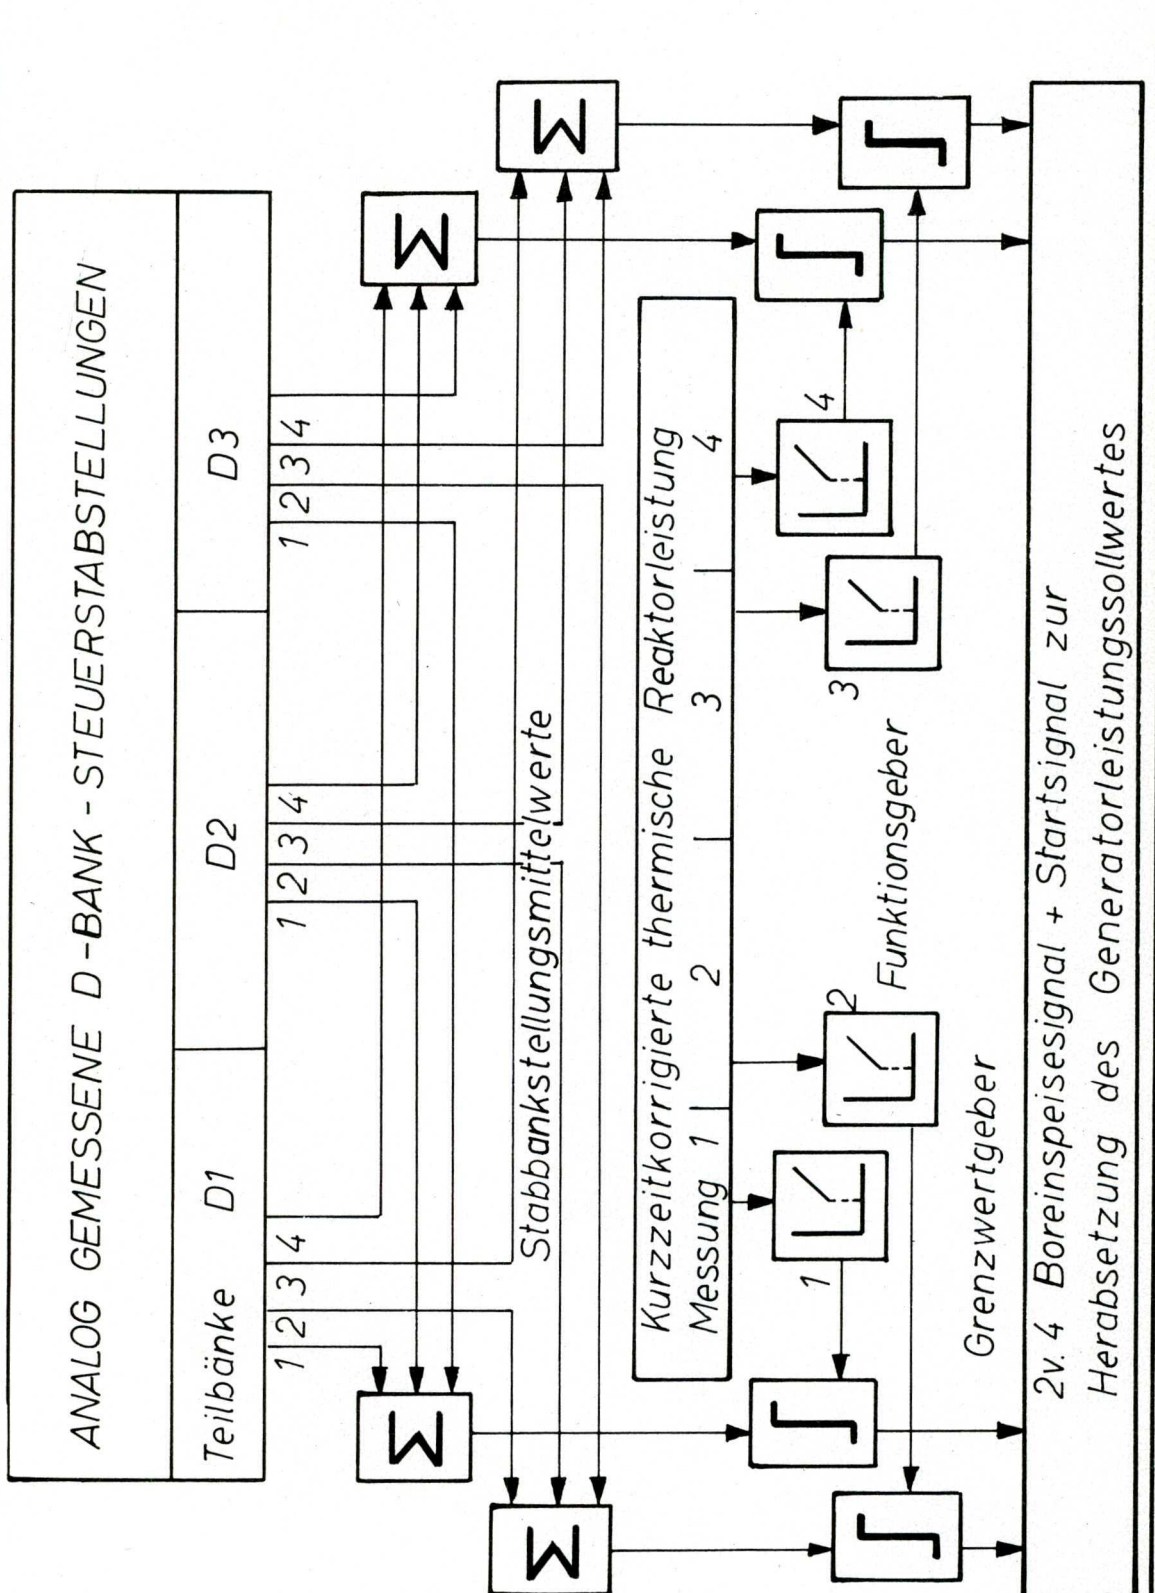 ANALOG GEMESSENE D-BANK-STEUERSTABSTELLUNGEN
Teilbänke D1 D2 D3
1 2 3 4 1 2 3 4 1 2 3 4
Σ Σ
Stabbankstellungsmittelwerte
Σ Σ
Kurzzeitkorrigierte thermische Reaktorleistung
Messung 1 2 3 4
1 4
2 3
Funktionsgeber
Grenzwertgeber
2v. 4 Boreinspeisesignal + Startsignal zur
Herabsetzung des Generatorleistungssollwertes